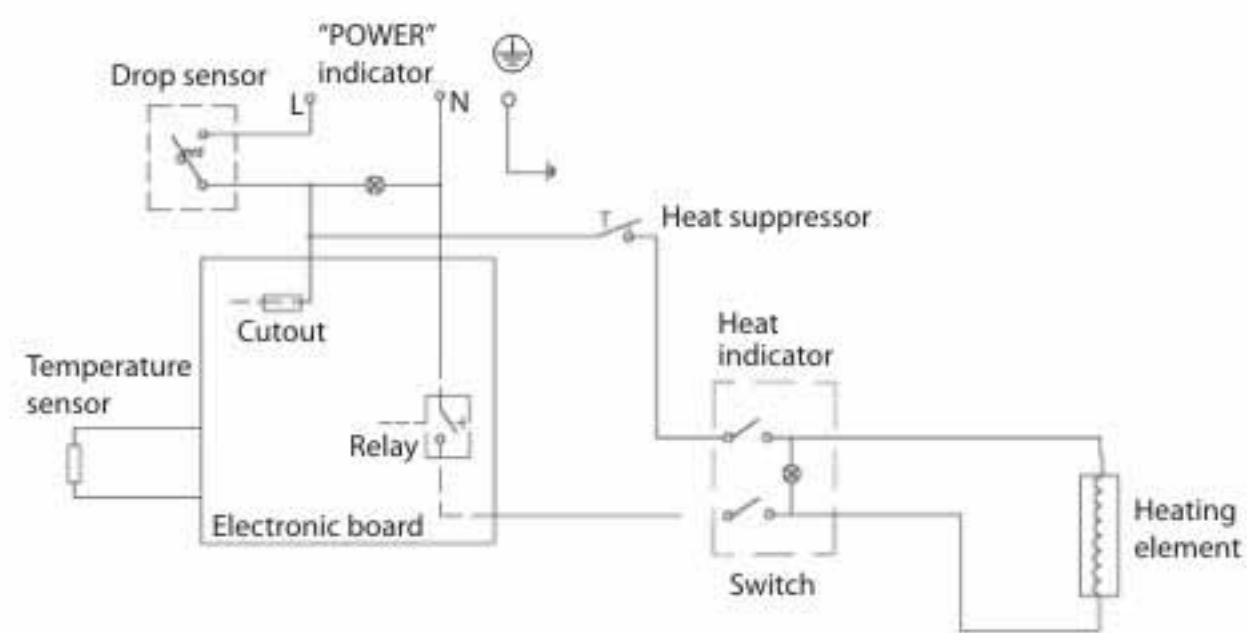 "POWER"
indicator
Drop sensor
L
N
T
Heat suppressor
Cutout
Heat
indicator
Temperature
sensor
Relay
Electronic board
Heating
element
Switch